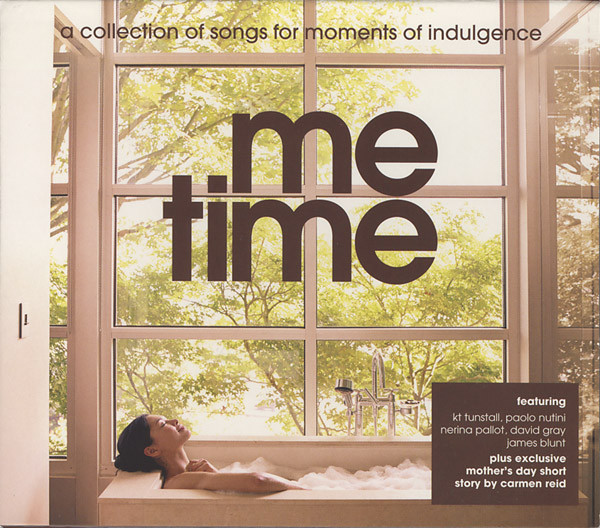 a collection of songs for moments of indulgence
me
time
featuring
kt tunstall, paolo nutini
nerina pallot, david gray
james blunt
plus exclusive
mother's day short
story by carmen reid